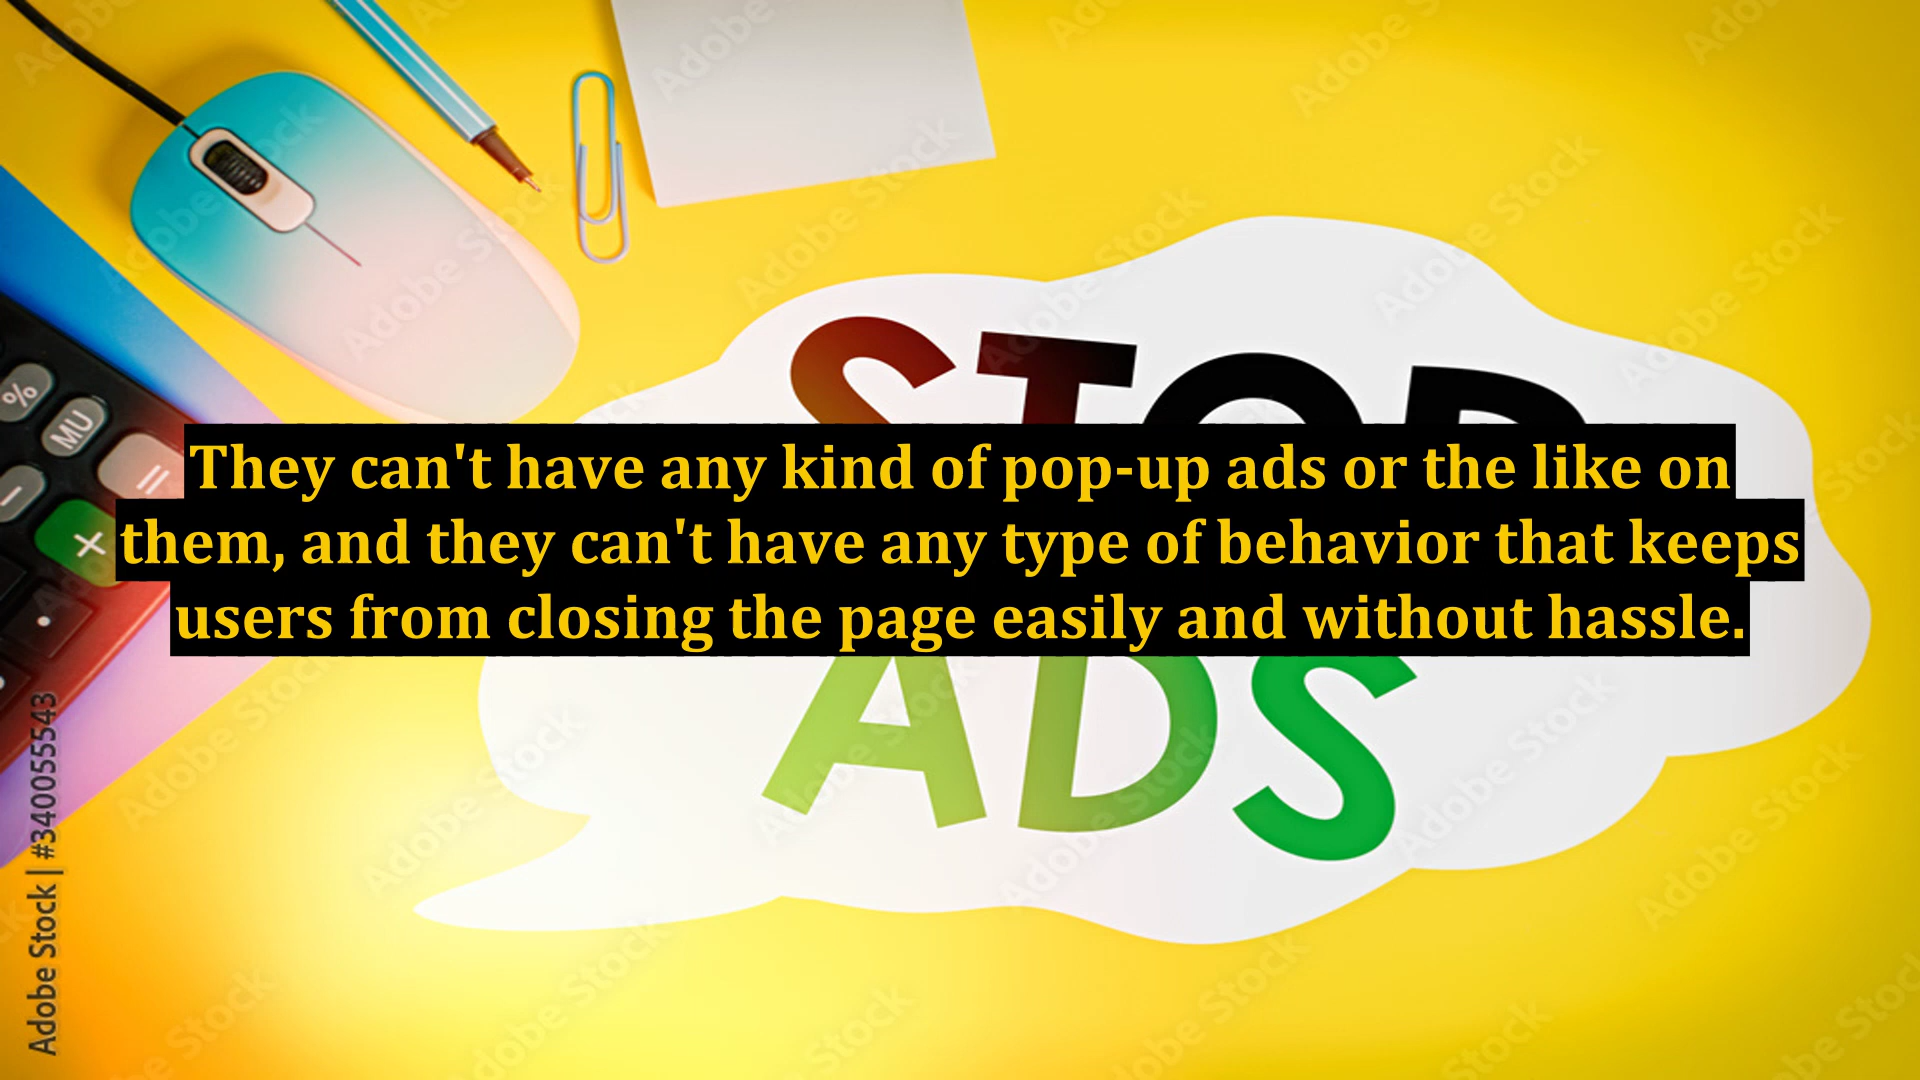 %
MU
=
STOP
They can't have any kind of pop-up ads or the like on
them, and they can't have any type of behavior that keeps
users from closing the page easily and without hassle.
ADS
Adobe Stock | #340055543
Adobe Stock